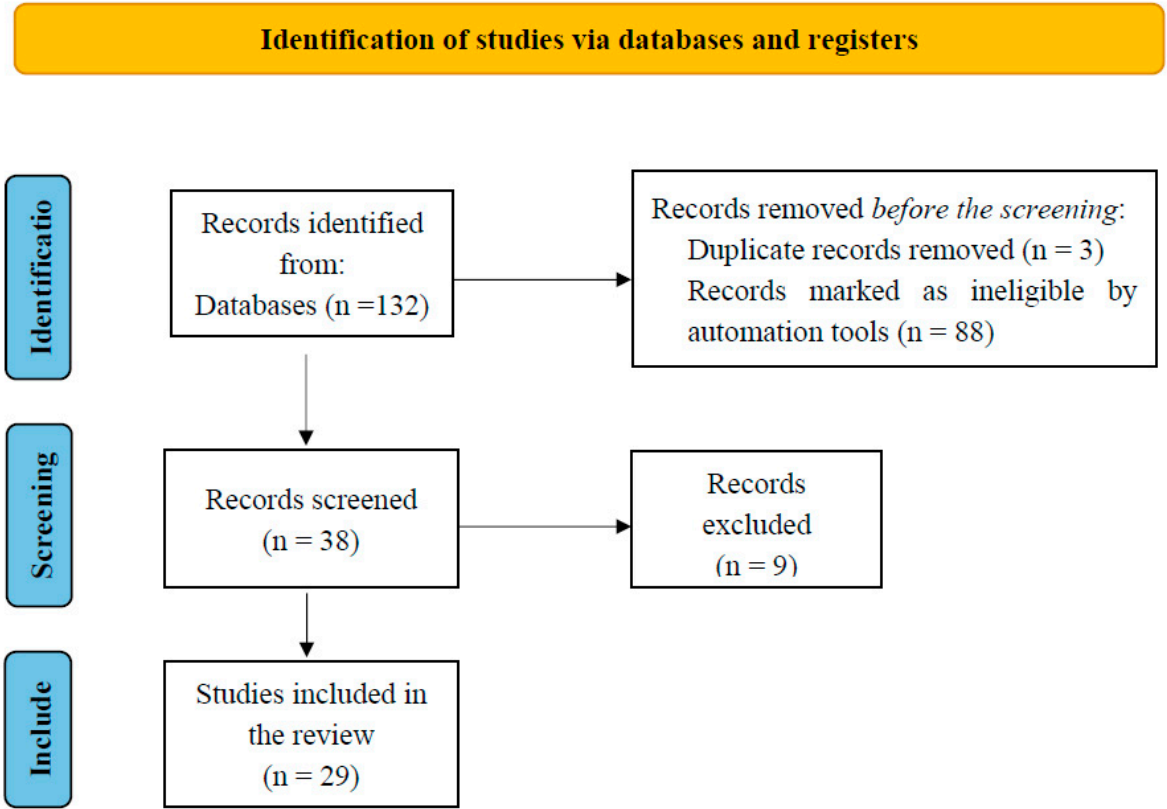 Identification of studies via databases and registers
Identificatio
Records identified
from:
Databases (n =132)
Records removed before the screening:
Duplicate records removed (n = 3)
Records marked as ineligible by
automation tools (n = 88)
Screening
Records screened
(n = 38)
Records
excluded
(n = 9)
Include
Studies included in
the review
(n = 29)